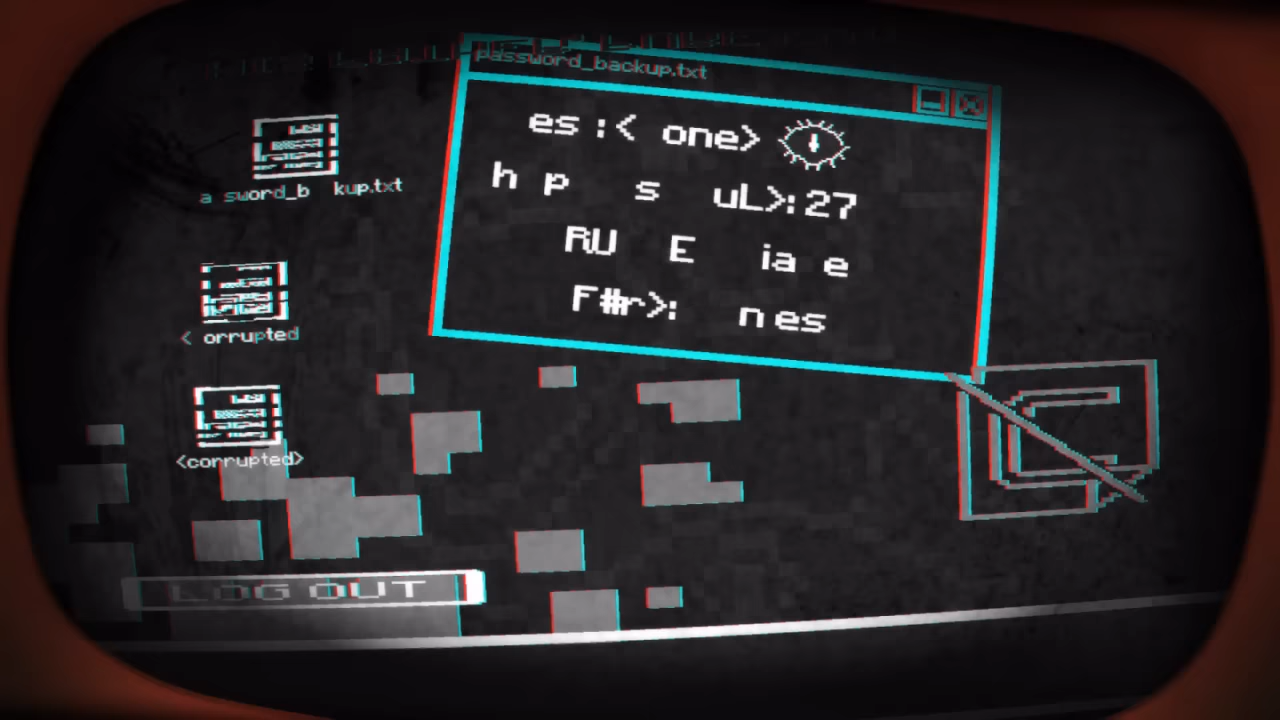 password_backup.txt
es :< one>
h p s uL>:27
RU E ia e
F#r>: n es
a sword_b kup.txt
< orrupted
<corrupted>
LOG OUT